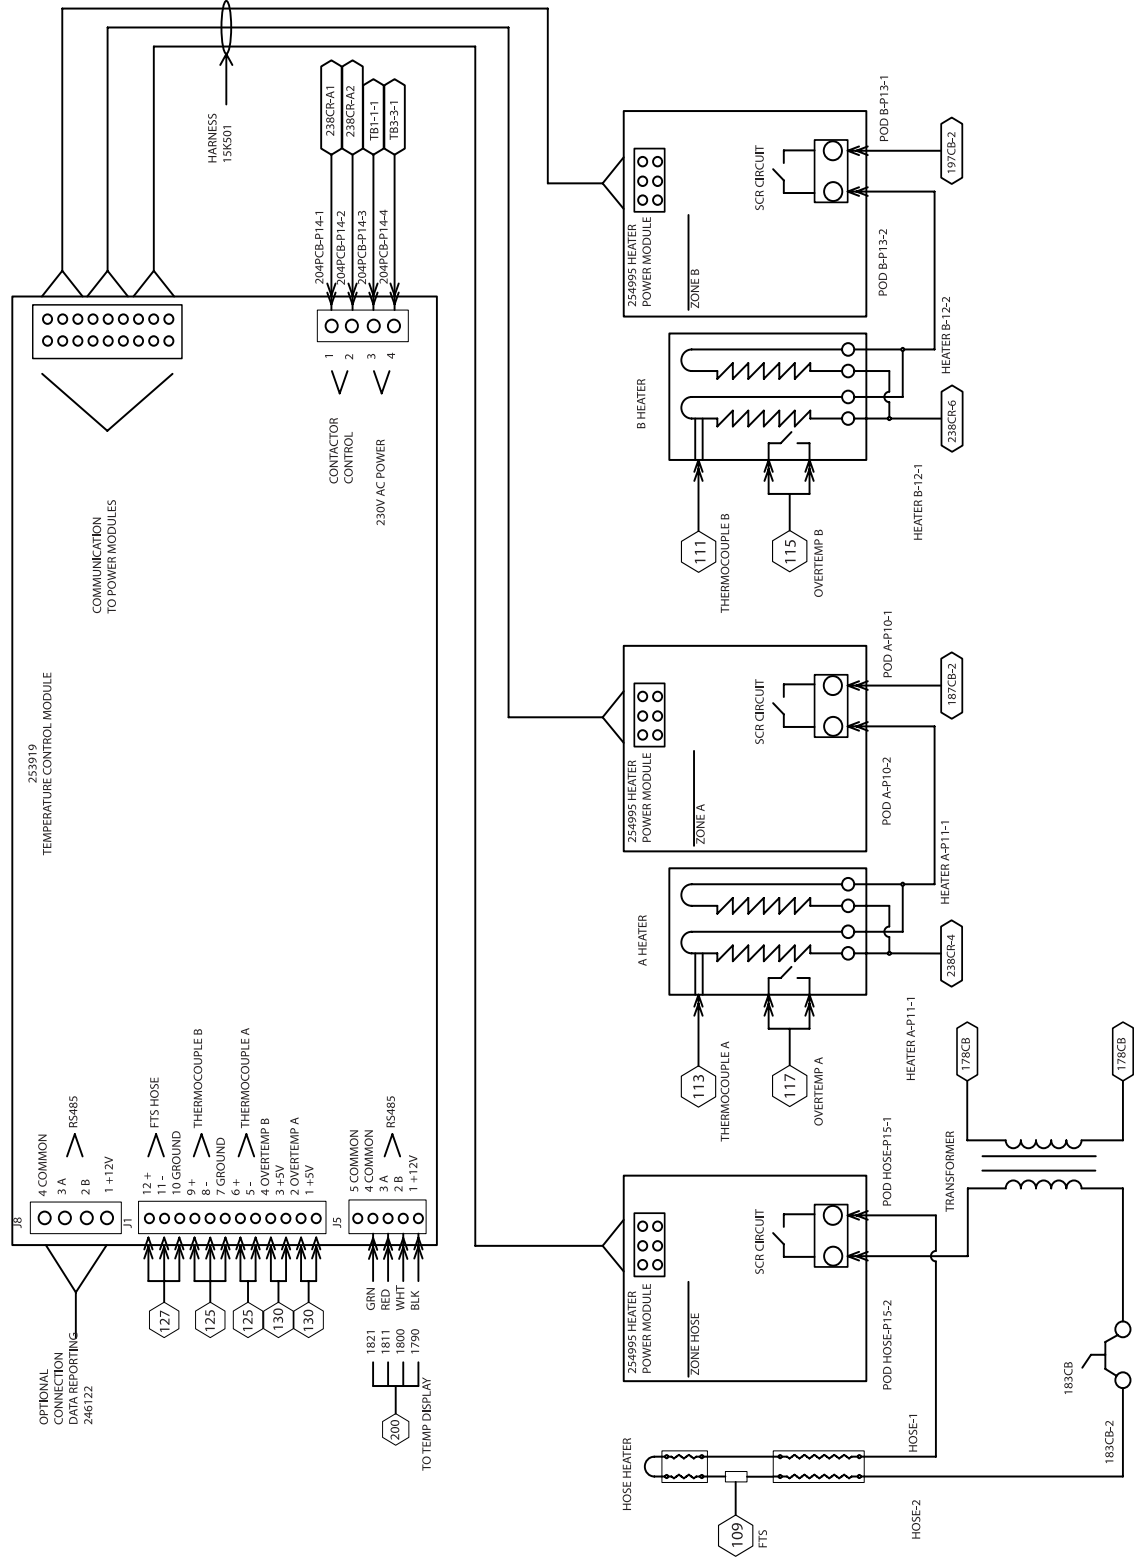 J8
4 COMMON
3 A
2 B
1 +12V
RS485
OPTIONAL
CONNECTION
DATA REPORTING
246122
J1
12 +
11 -
10 GROUND
9 +
8 -
7 GROUND
6 +
5 -
4 OVERTEMP B
3 +5V
2 OVERTEMP A
1 +5V
FTS HOSE
THERMOCOUPLE B
THERMOCOUPLE A
127
125
125
130
130
J5
5 COMMON
4 COMMON
3 A
2 B
1 +12V
RS485
GRN
RED
WHT
BLK
1821
1811
1800
1790
200
TO TEMP DISPLAY
253919
TEMPERATURE CONTROL MODULE
COMMUNICATION
TO POWER MODULES
CONTACTOR
CONTROL
230V AC POWER
1
2
3
4
204PCB-P14-1
204PCB-P14-2
204PCB-P14-3
204PCB-P14-4
238CR-A1
238CR-A2
TB1-1-1
TB3-3-1
HARNESS
15K501
HOSE HEATER
109
FTS
HOSE-1
HOSE-2
254995 HEATER
POWER MODULE
ZONE HOSE
SCR CIRCUIT
POD HOSE-P15-2
POD HOSE-P15-1
183CB
183CB-2
TRANSFORMER
178CB
178CB
A HEATER
113
THERMOCOUPLE A
117
OVERTEMP A
HEATER A-P11-1
238CR-4
HEATER A-P11-1
254995 HEATER
POWER MODULE
ZONE A
SCR CIRCUIT
POD A-P10-2
POD A-P10-1
187CB-2
B HEATER
111
THERMOCOUPLE B
115
OVERTEMP B
HEATER B-12-1
238CR-6
HEATER B-12-2
254995 HEATER
POWER MODULE
ZONE B
SCR CIRCUIT
POD B-P13-2
POD B-P13-1
197CB-2